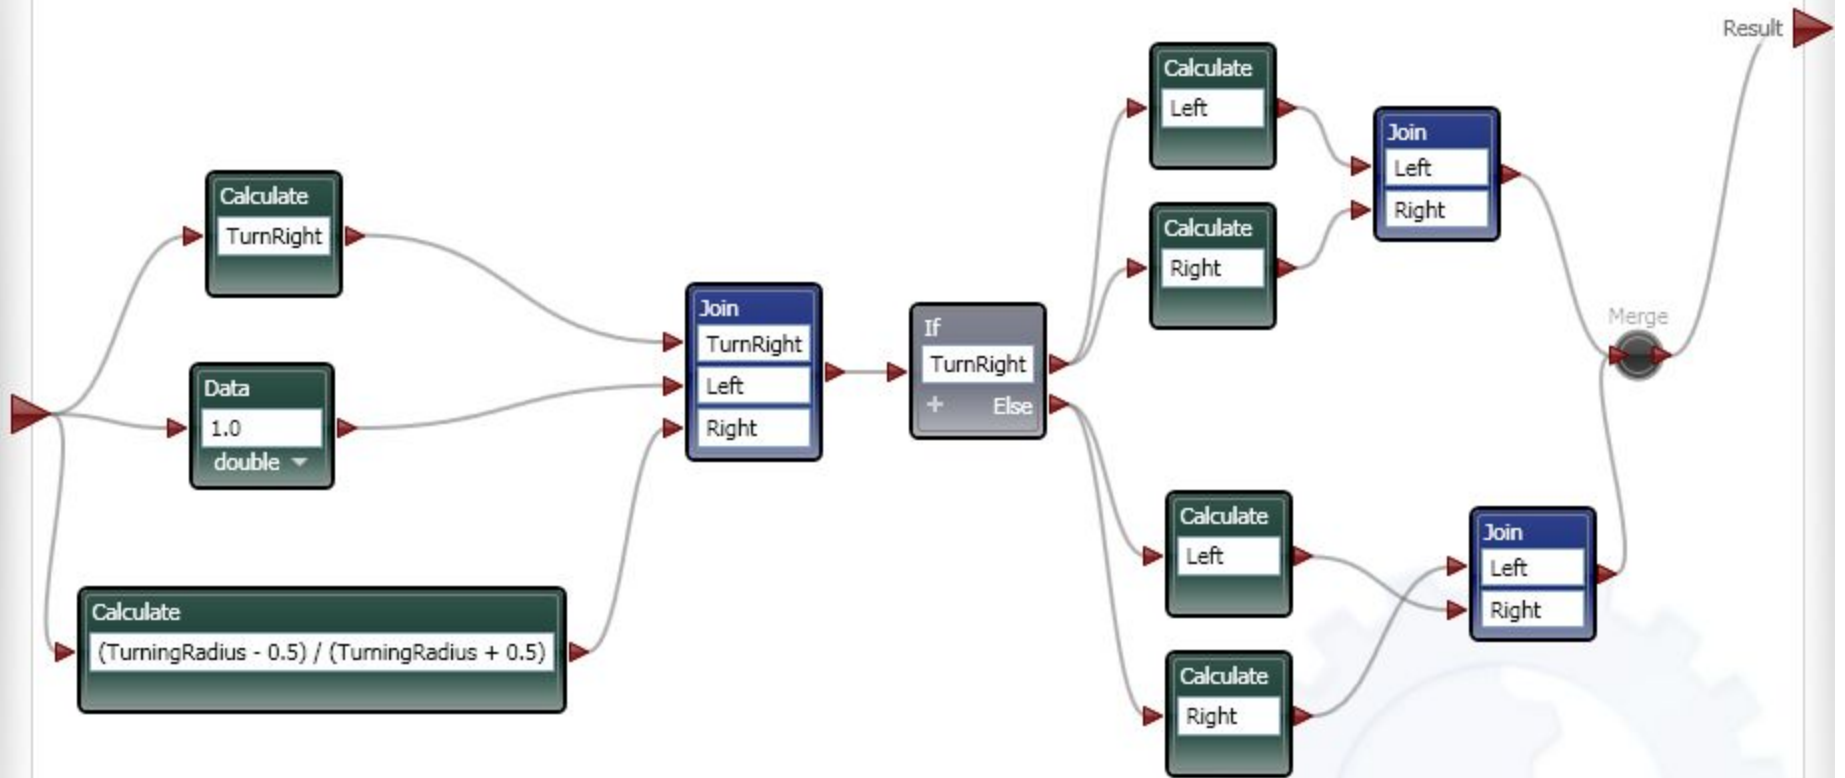 Result
Calculate
TurnRight
Data
1.0
double
Calculate
(TurningRadius - 0.5) / (TurningRadius + 0.5)
Join
TurnRight
Left
Right
If
TurnRight
+ Else
Calculate
Left
Calculate
Right
Join
Left
Right
Calculate
Left
Calculate
Right
Join
Left
Right
Merge